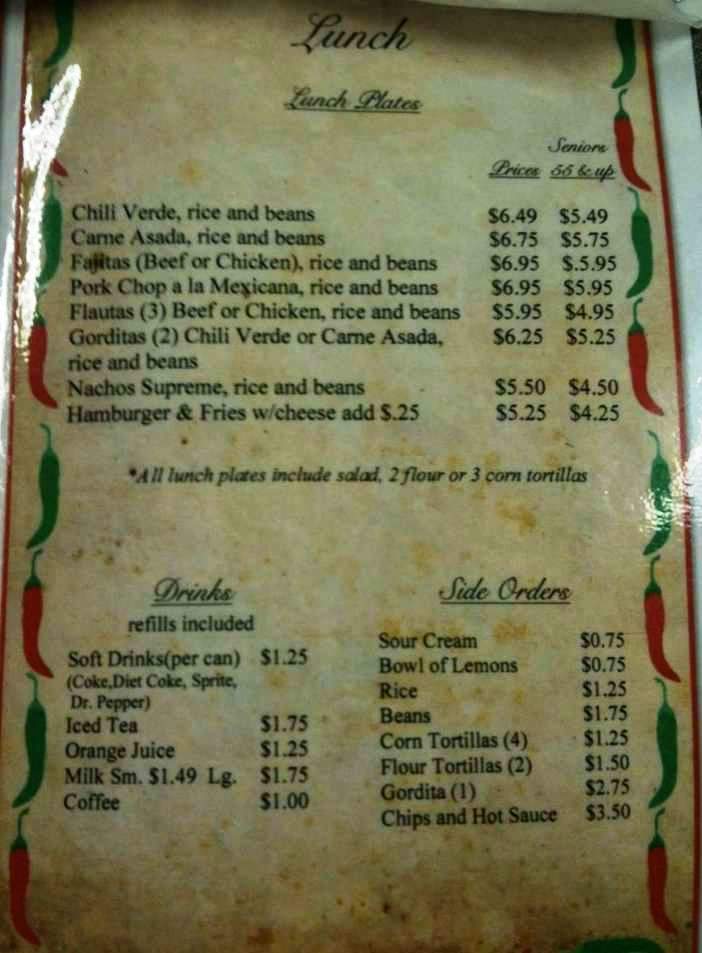 Lunch
Lunch Plates
Seniors
Prices 55 & up
Chili Verde, rice and beans $6.49 $5.49
Carne Asada, rice and beans $6.75 $5.75
Fajitas (Beef or Chicken), rice and beans $6.95 $.5.95
Pork Chop a la Mexicana, rice and beans $6.95 $5.95
Flautas (3) Beef or Chicken, rice and beans $5.95 $4.95
Gorditas (2) Chili Verde or Carne Asada, $6.25 $5.25
rice and beans
Nachos Supreme, rice and beans $5.50 $4.50
Hamburger & Fries w/cheese add $.25 $5.25 $4.25
*All lunch plates include salad, 2 flour or 3 corn tortillas
Drinks
refills included
Soft Drinks(per can) $1.25
(Coke,Diet Coke, Sprite,
Dr. Pepper)
Iced Tea $1.75
Orange Juice $1.25
Milk Sm. $1.49 Lg. $1.75
Coffee $1.00
Side Orders
Sour Cream $0.75
Bowl of Lemons $0.75
Rice $1.25
Beans $1.75
Corn Tortillas (4) $1.25
Flour Tortillas (2) $1.50
Gordita (1) $2.75
Chips and Hot Sauce $3.50